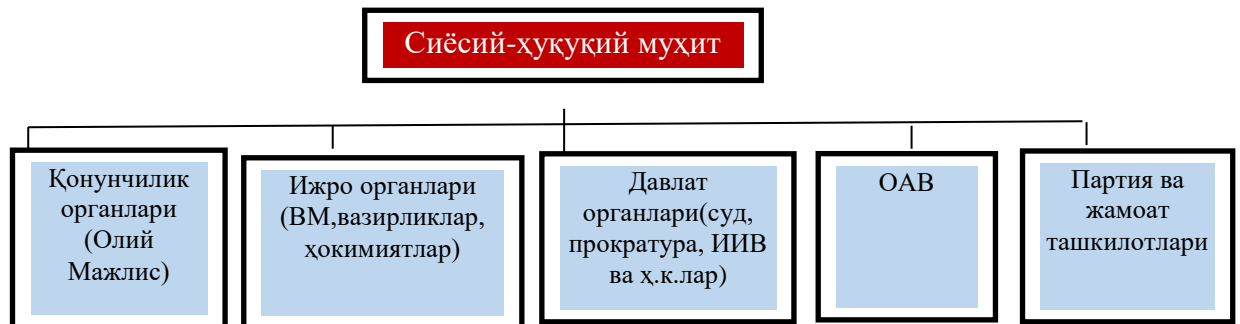 Сиёсий-ҳуқуқий муҳит
Қонунчилик
органлари
(Олий
Мажлис)
Ижро органлари
(ВМ,вазирликлар,
ҳокимиятлар)
Давлат
органлари(суд,
прократура, ИИВ
ва ҳ.к.лар)
ОАВ
Партия ва
жамоат
ташкилотлари